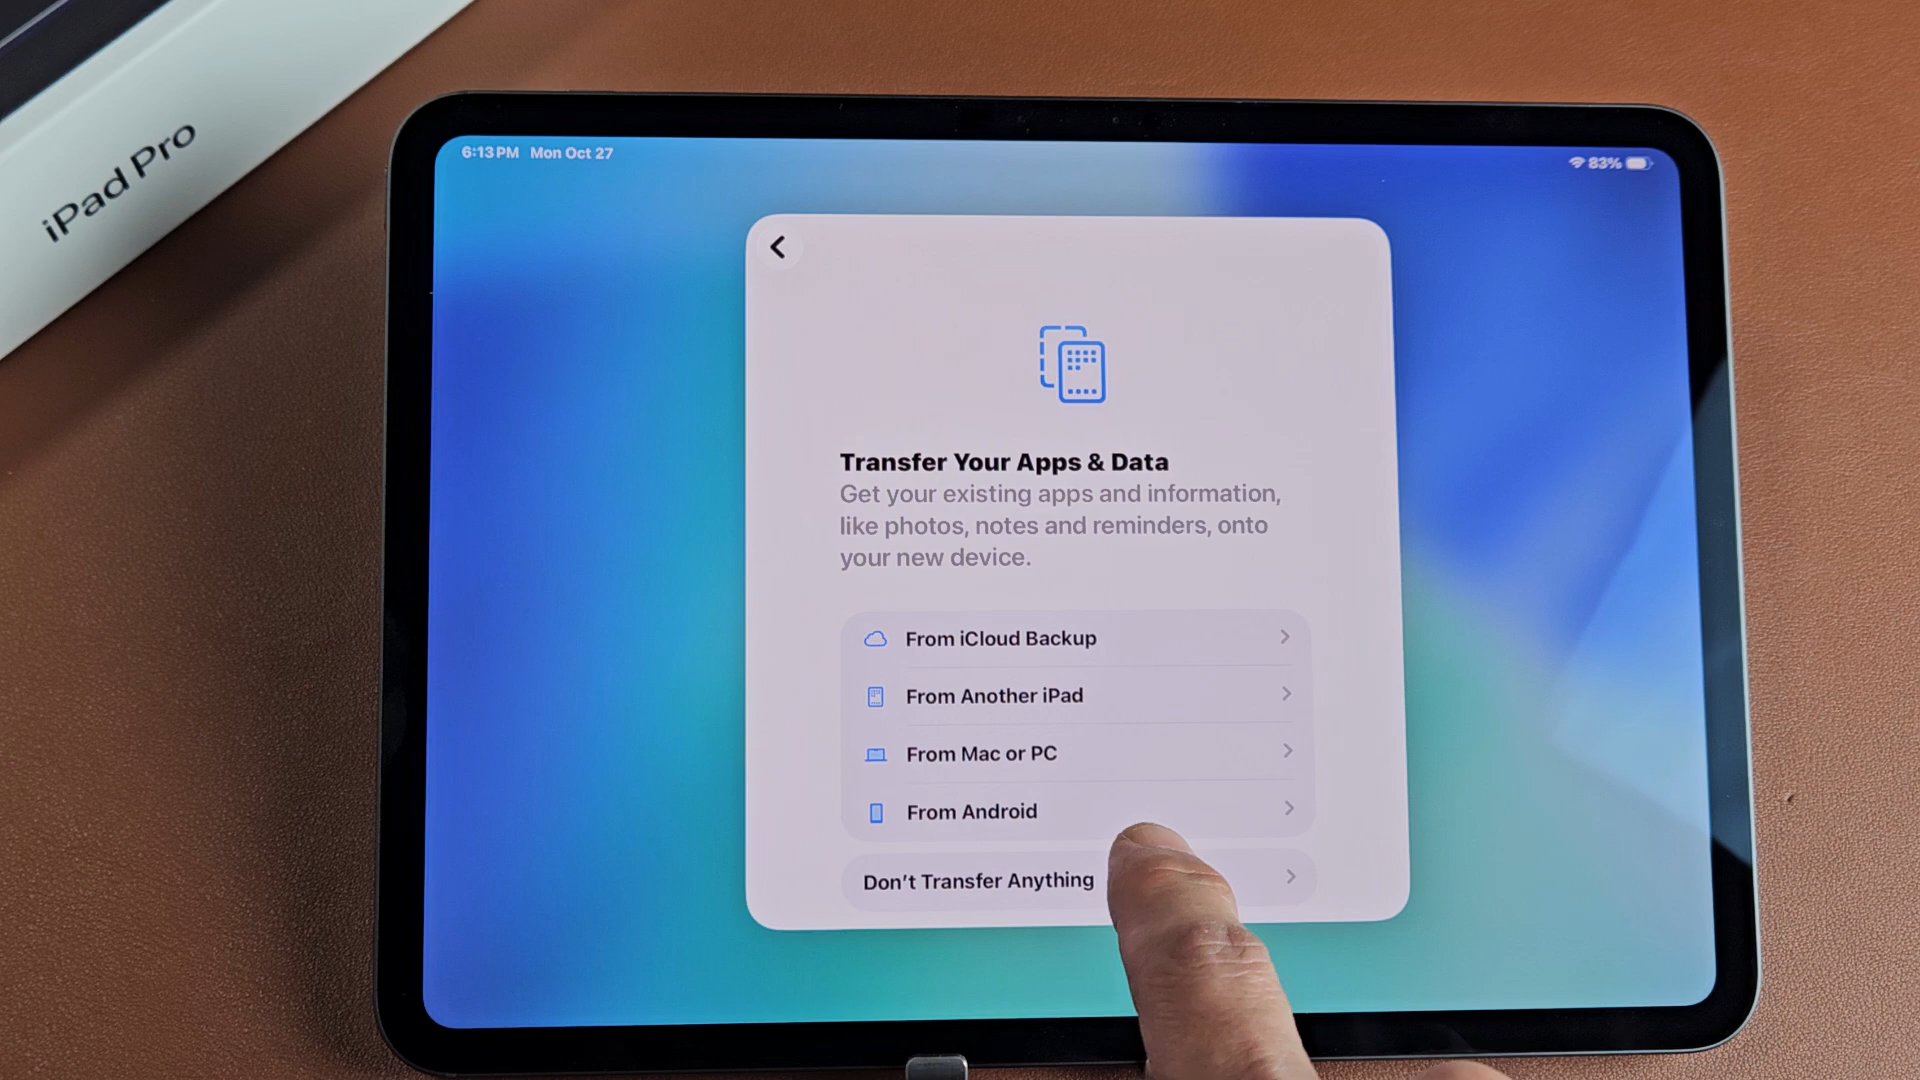 iPad Pro
6:13 PM Mon Oct 27
83%
Transfer Your Apps & Data
Get your existing apps and information,
like photos, notes and reminders, onto
your new device.
From iCloud Backup
From Another iPad
From Mac or PC
From Android
Don't Transfer Anything